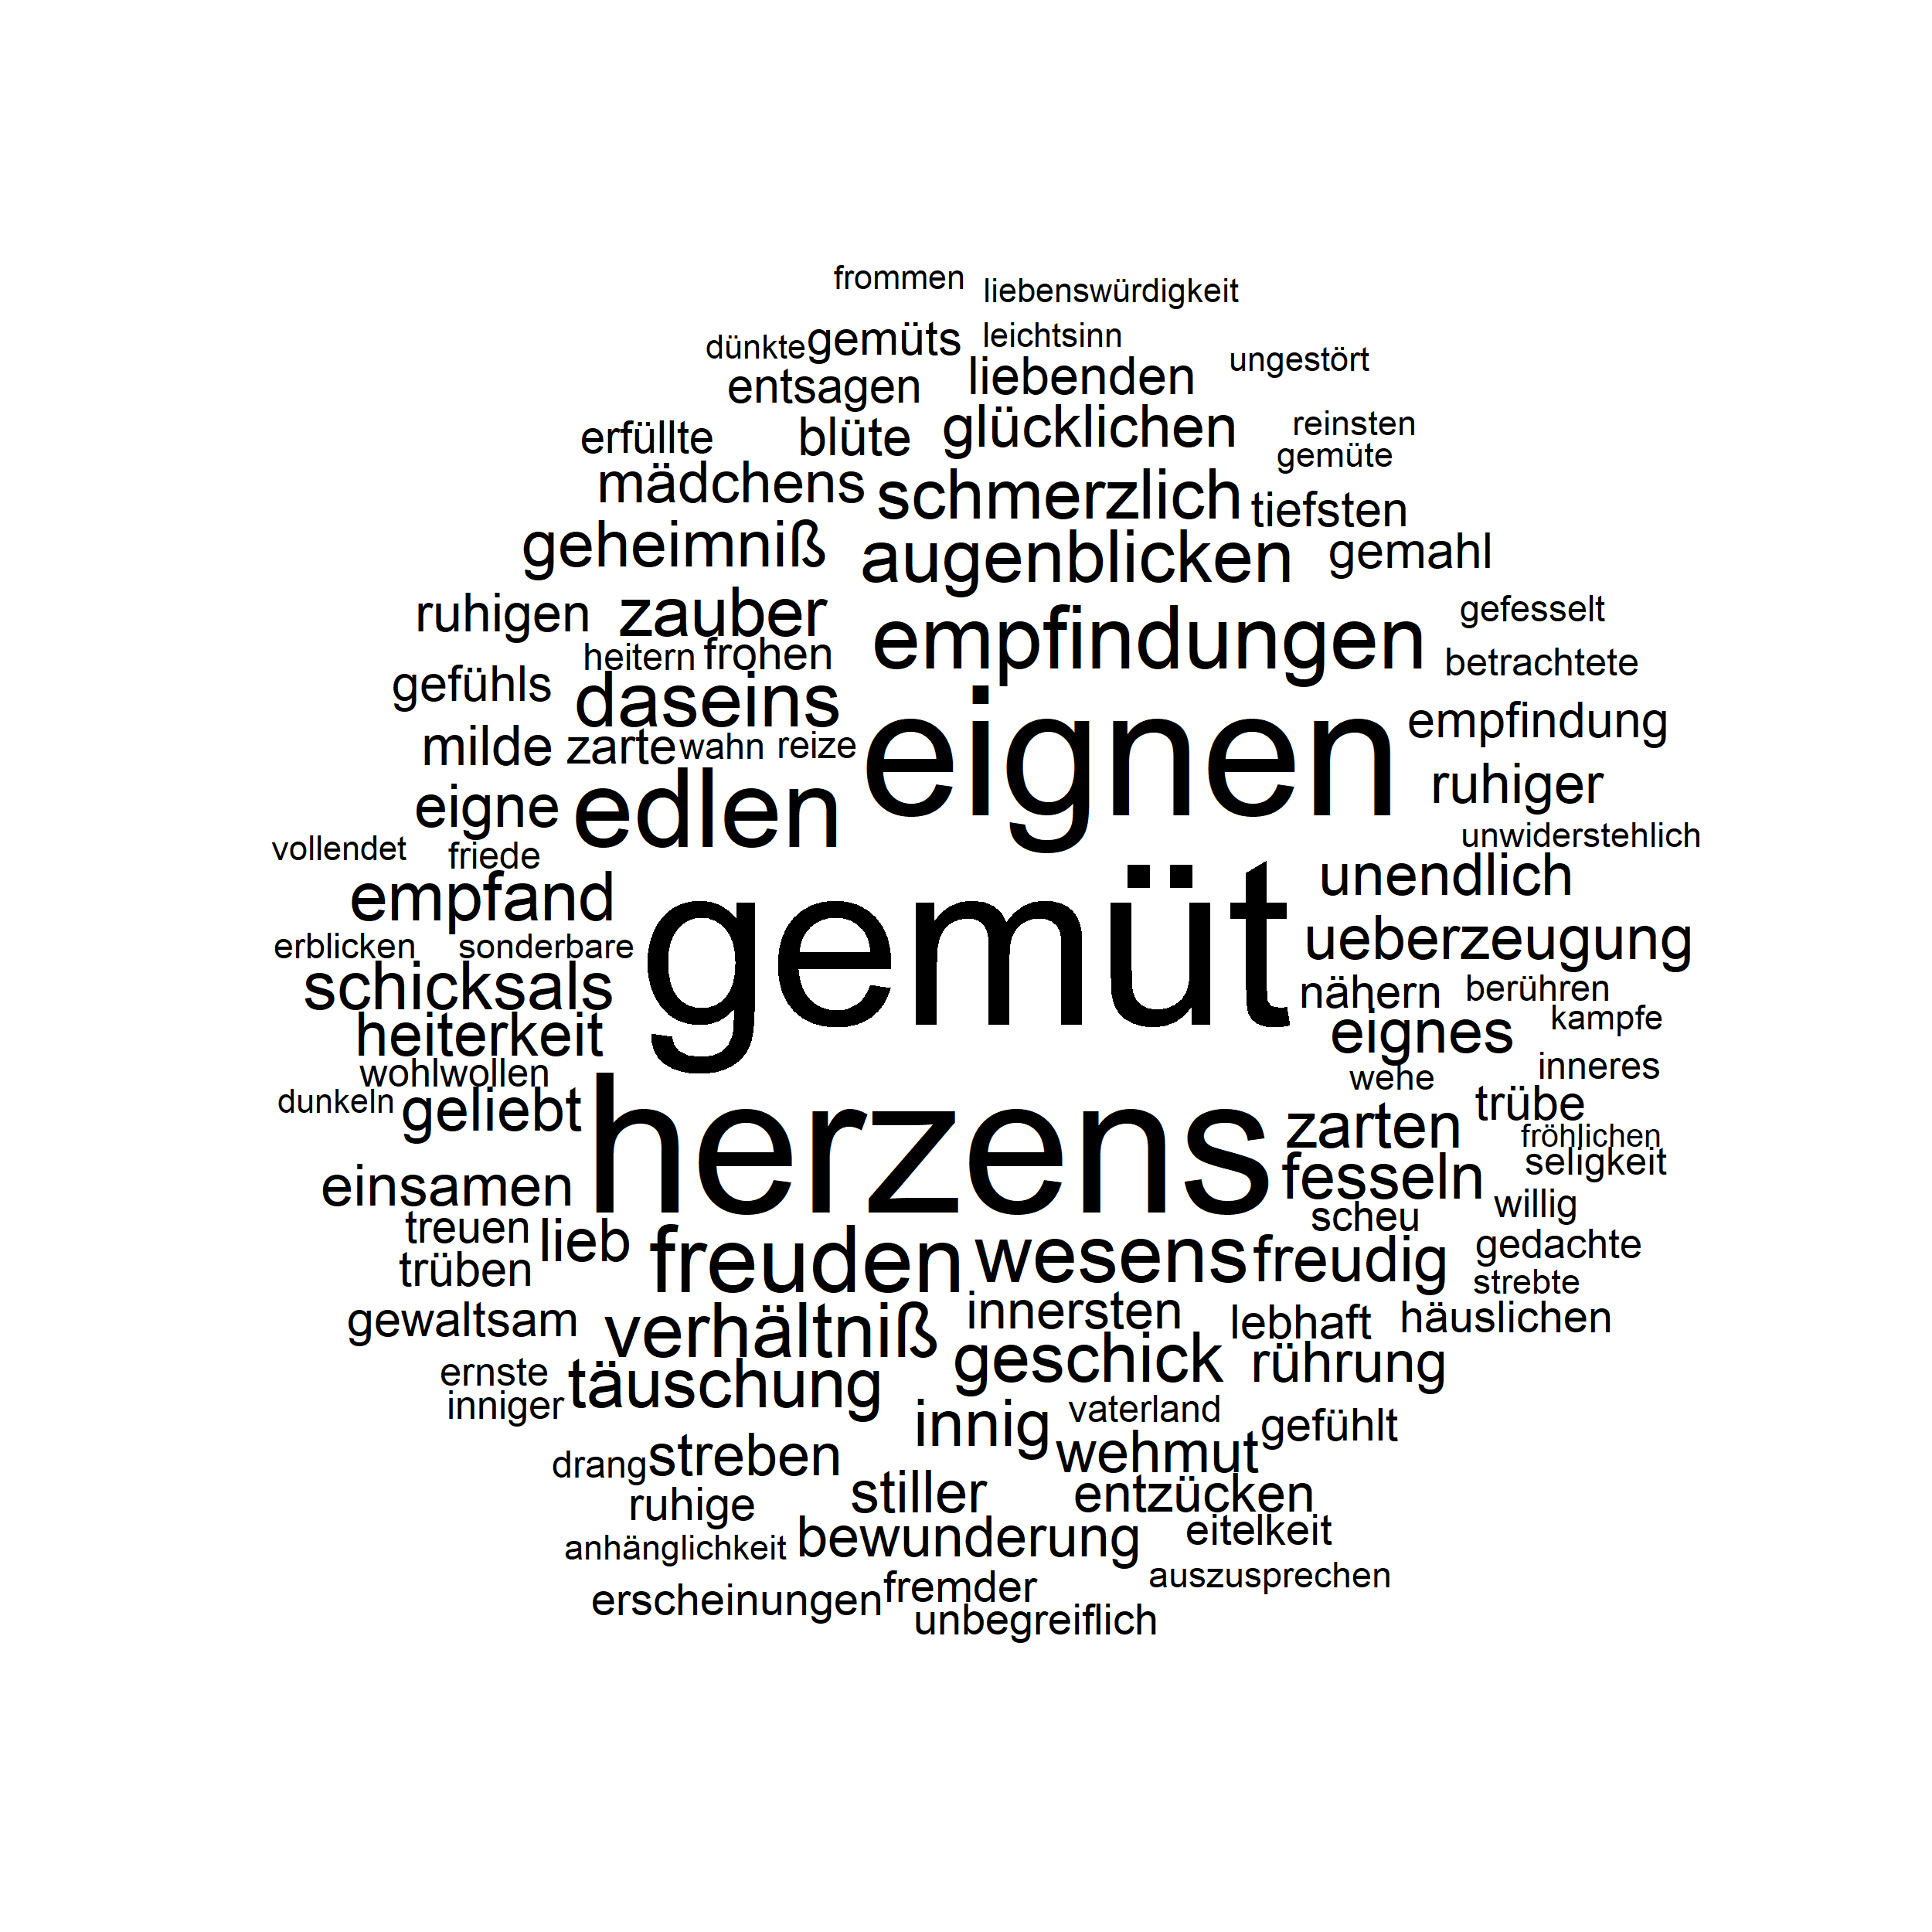 frommen
liebenswürdigkeit
dünkte gemüts leichtsinn
entsagen liebenden ungestört
erfüllte blüte glücklichen reinsten
gemüte
mädchens schmerzlich tiefsten
geheimniß augenblicken gemahl
ruhigen zauber empfindungen gefesselt
heitern frohen betrachtete
gefühls daseins eignen empfindung
milde zarte wahn reize
eigne edlen ruhiger
vollendet friede unwiderstehlich
empfand gemüt unendlich
erblicken sonderbare ueberzeugung
schicksals nähern berühren
heiterkeit eignes kampfe
wohlwollen wehe inneres
dunkeln geliebt herzens zarten trübe
fröhlichen
einsamen fesseln seligkeit
treuen lieb scheu willig
trüben freuden wesens freudig gedachte
strebte
gewaltsam verhältniß innersten lebhaft häuslichen
ernste täuschung geschick rührung
inniger innig vaterland gefühlt
drang streben wehmut
ruhige stiller entzücken
anhänglichkeit bewunderung eitelkeit
erscheinungen fremder auszusprechen
unbegreiflich